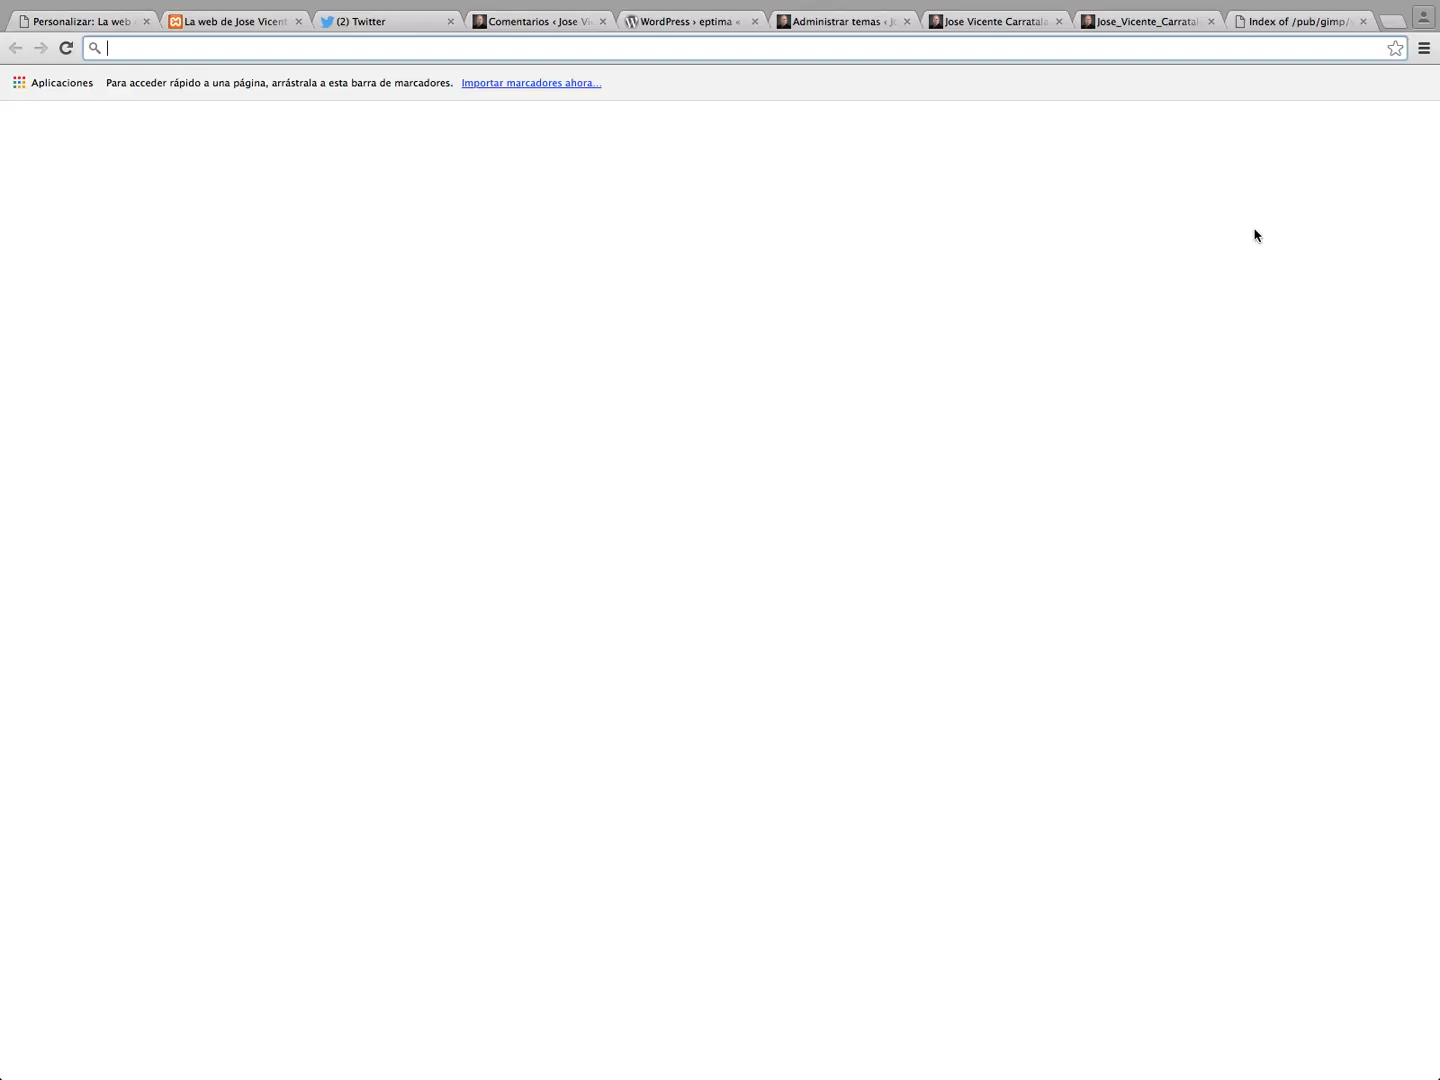 Personalizar: La web
La web de Jose Vicent
(2) Twitter
Comentarios ‹ Jose Vi
WordPress › eptima «
Administrar temas ‹ Jo
Jose Vicente Carratala
Jose_Vicente_Carratal
Index of /pub/gimp/
Aplicaciones
Para acceder rápido a una página, arrástrala a esta barra de marcadores.
Importar marcadores ahora...